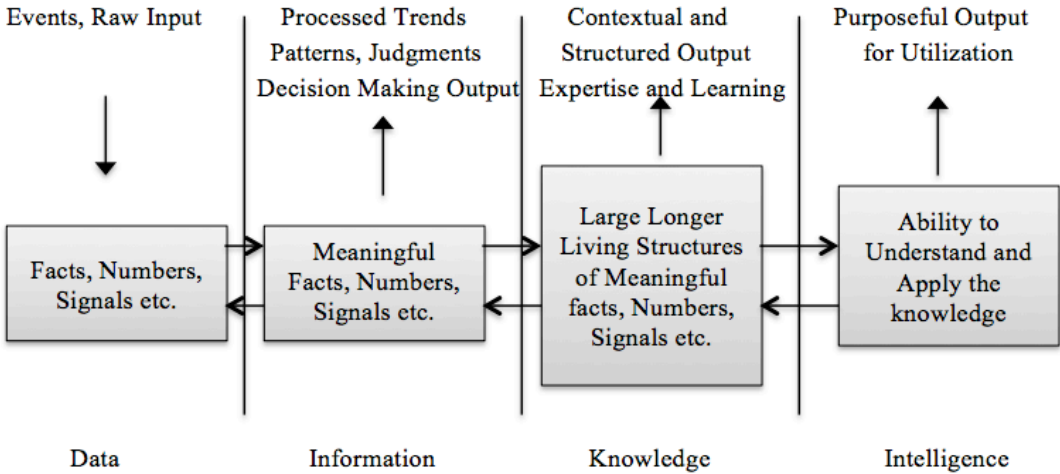 Events, Raw Input
Processed Trends
Patterns, Judgments
Decision Making Output
Contextual and
Structured Output
Expertise and Learning
Purposeful Output
for Utilization
Facts, Numbers,
Signals etc.
Meaningful
Facts, Numbers,
Signals etc.
Large Longer
Living Structures
of Meaningful
facts, Numbers,
Signals etc.
Ability to
Understand and
Apply the
knowledge
Data
Information
Knowledge
Intelligence